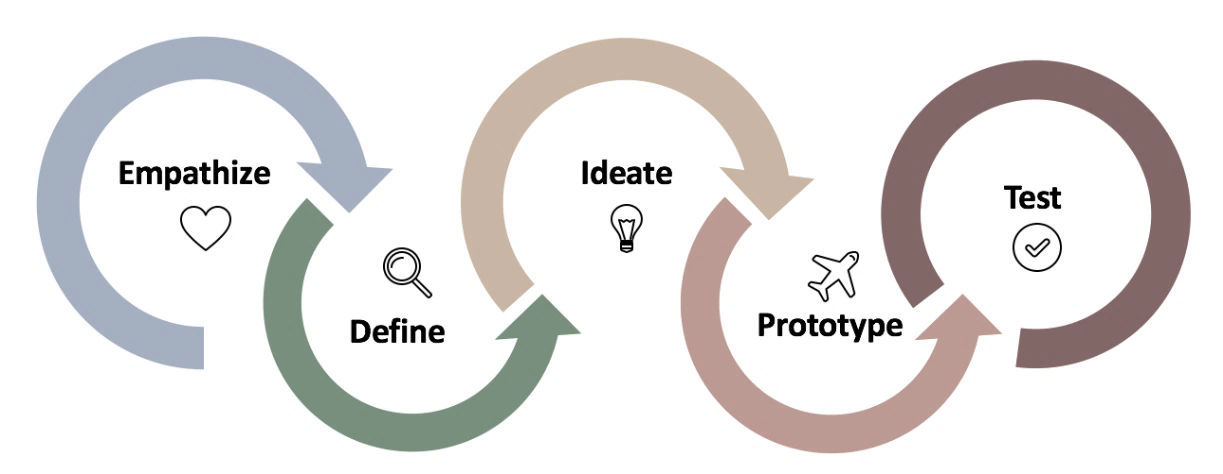 Empathize
Define
Ideate
Prototype
Test